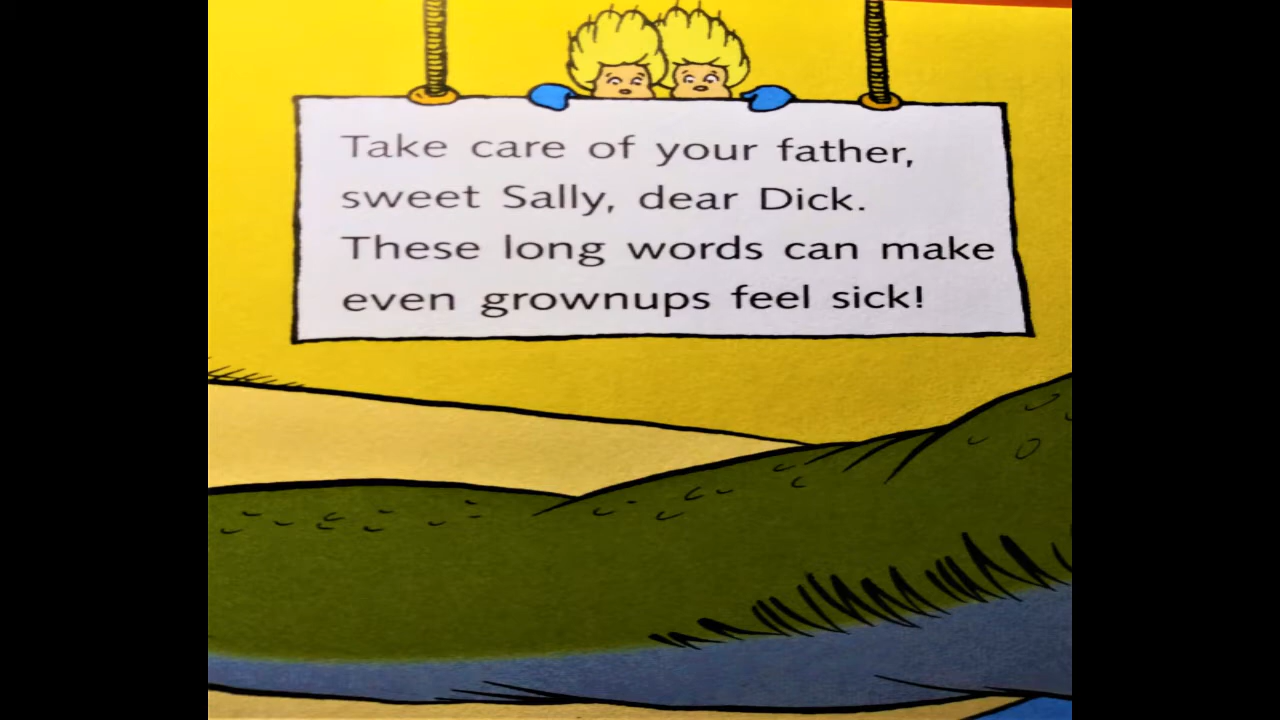 Take care of your father,
sweet Sally, dear Dick.
These long words can make
even grownups feel sick!